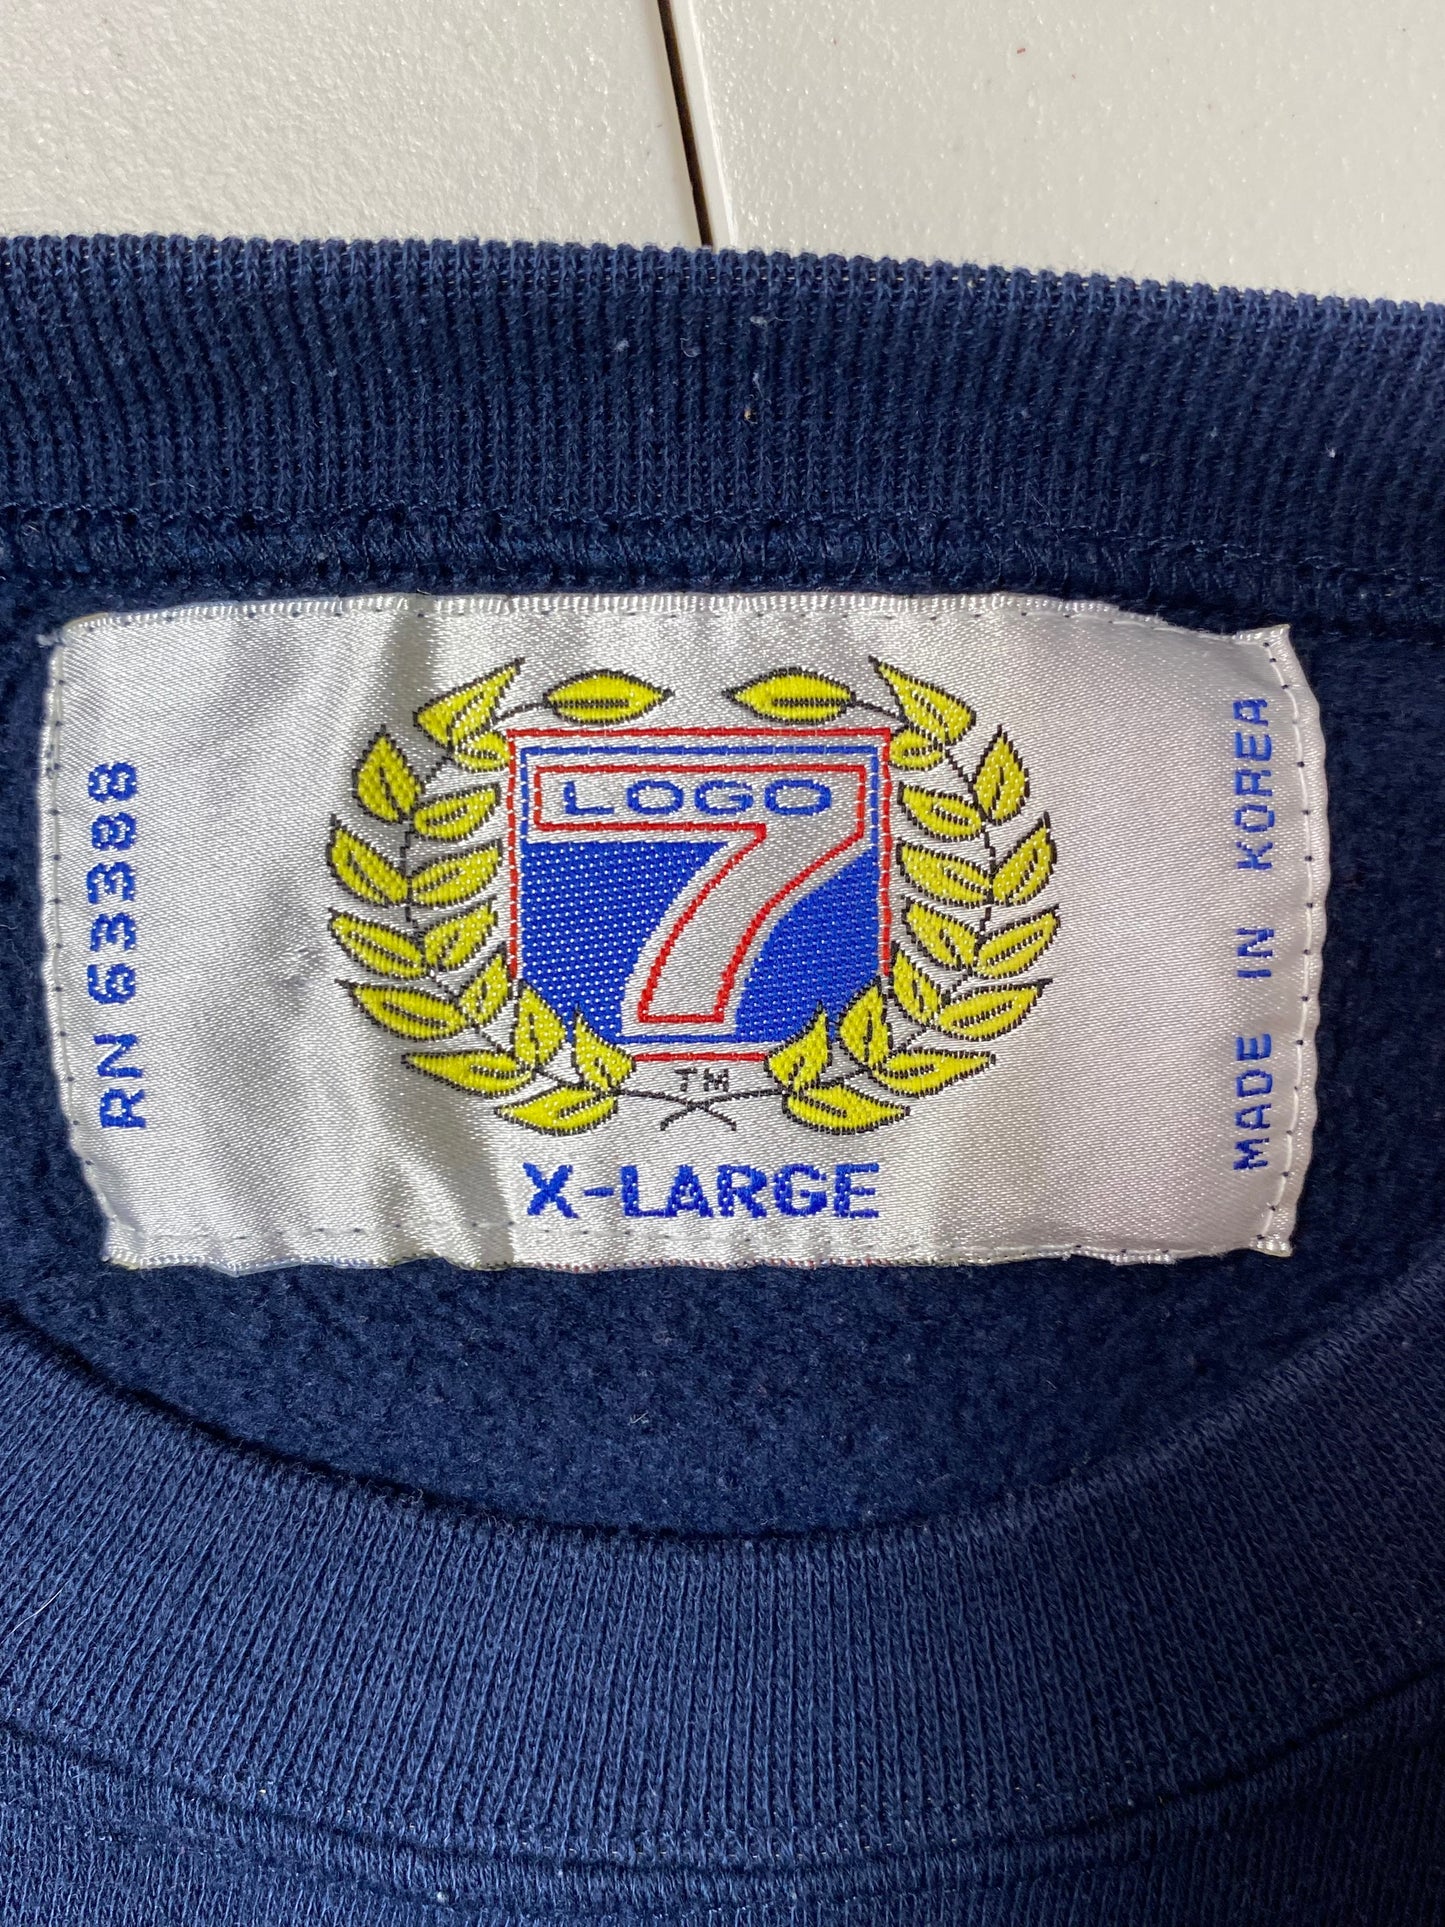 RN 63388
LOGO
7
TM
X-LARGE
MADE IN KOREA